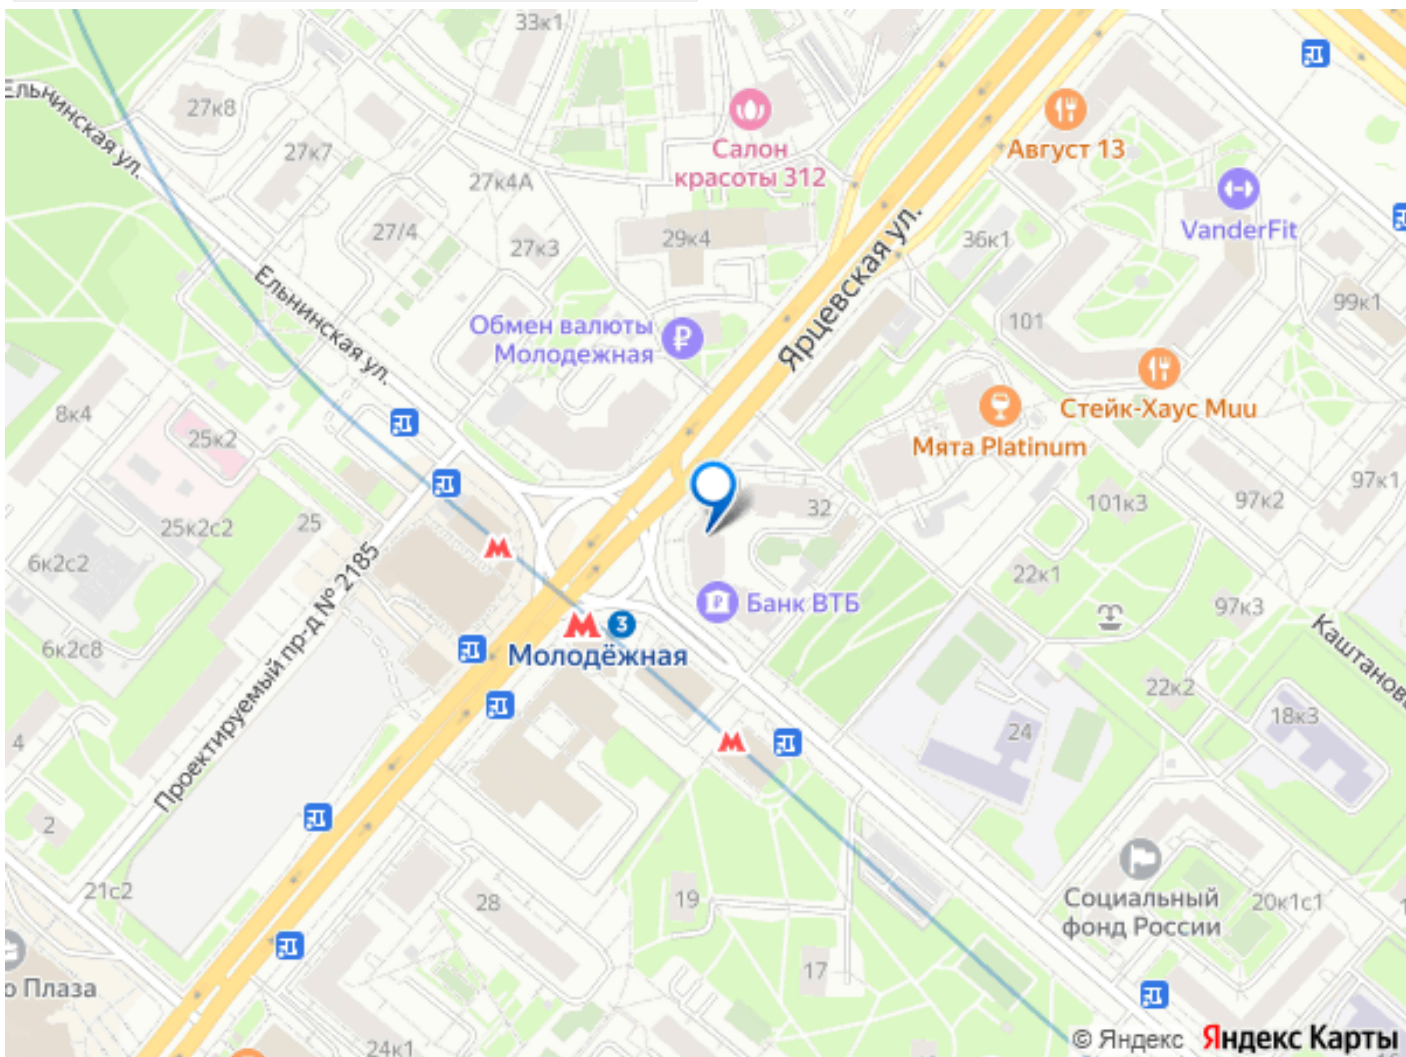 33к1
Ельнинская ул.
27к8
27к7
27к4А
Салон
красоты 312
Август 13
VanderFit
27/4
27к3
29к4
Ярцевская ул.
36к1
99к1
Ельнинская ул.
Обмен валюты
Молодежная
101
Стейк-Хаус Muu
Мята Platinum
8к4
25к2
97к1
97к2
101к3
32
25к2с2
25
6к2с2
Проектируемый пр-д № 2185
22к1
Банк ВТБ
97к3
3
Молодёжная
6к2с8
22к2
18к3
24
4
2
21с2
28
19
Социальный
фонд России
20к1с1
17
о Плаза
24к1
© Яндекс
Яндекс Карты